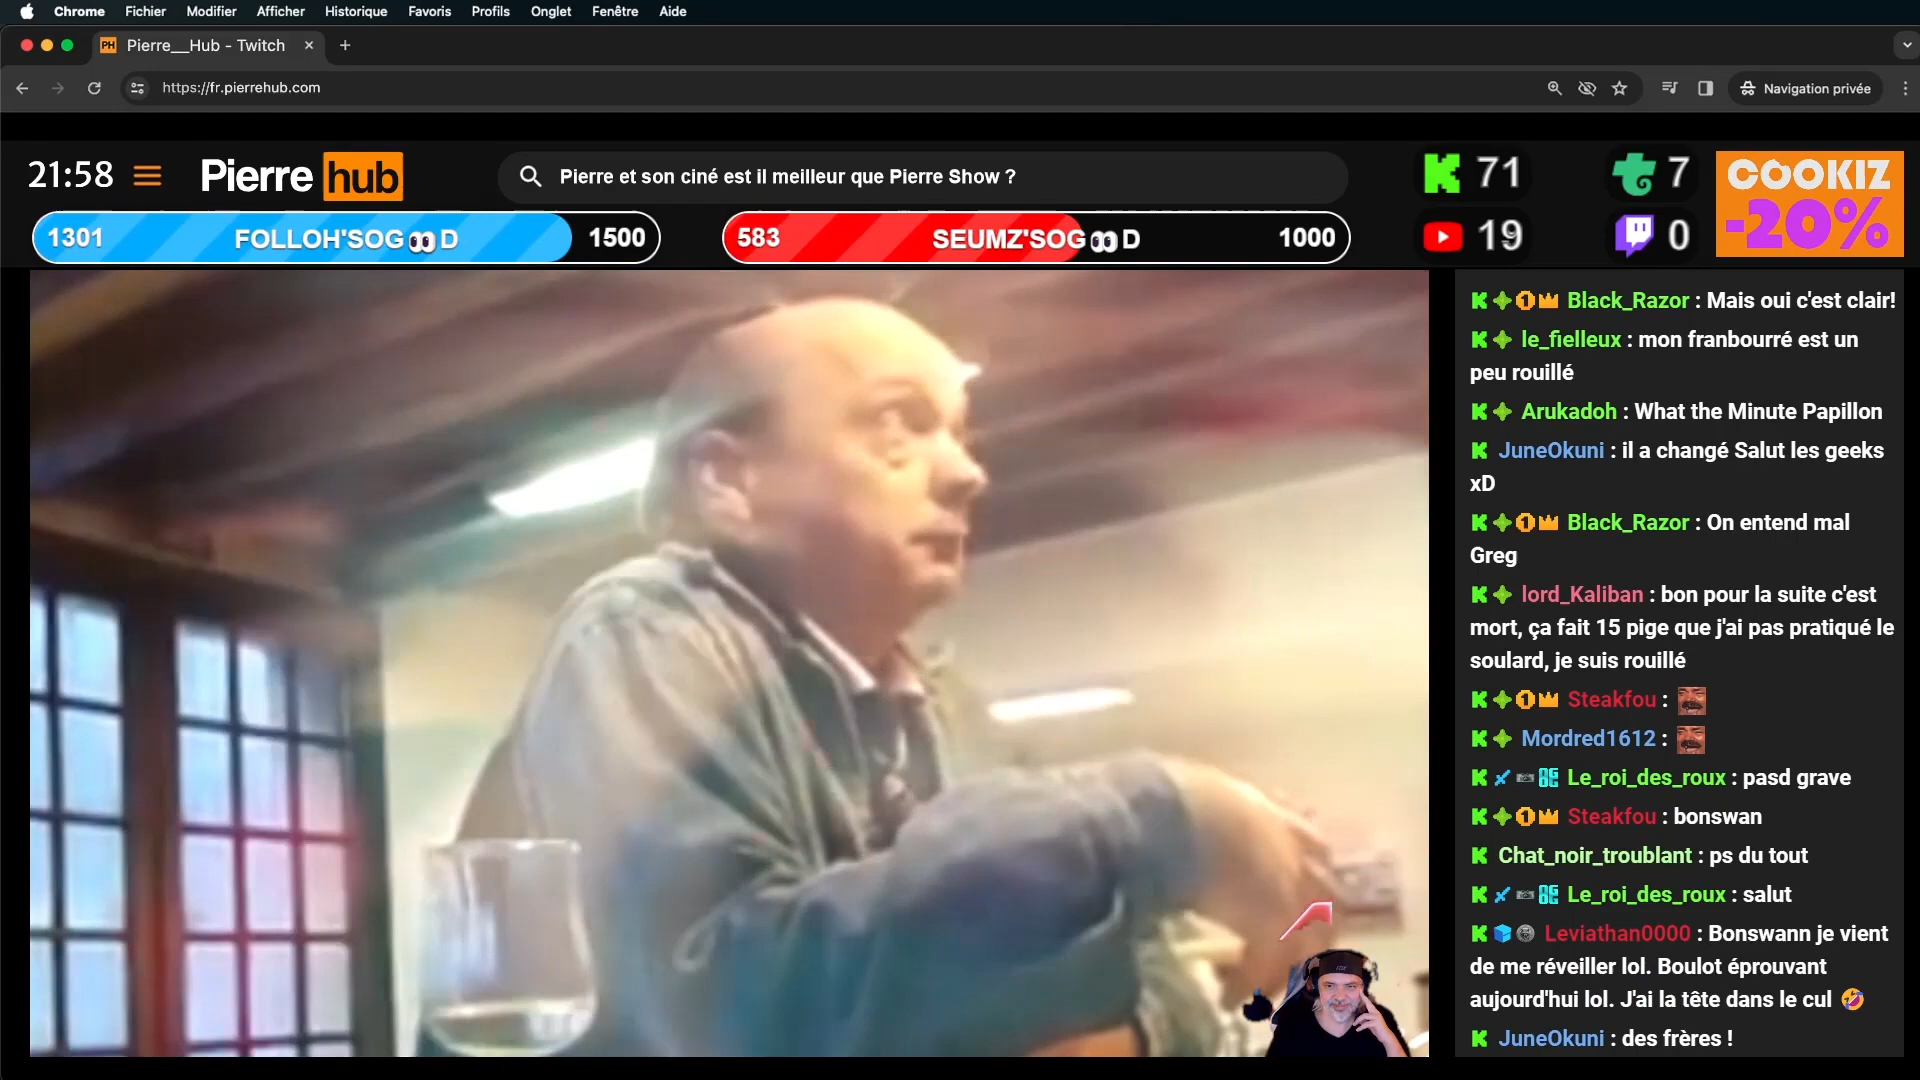 Chrome Fichier Modifier Afficher Historique Favoris Profils Onglet Fenêtre Aide
PH Pierre__Hub - Twitch
https://fr.pierrehub.com
Navigation privée
21:58 Pierre hub
Pierre et son ciné est il meilleur que Pierre Show ?
71 7
COOKIZ
-20%
1301 FOLLOH'SOG👀D 1500
583 SEUMZ'SOG👀D 1000
19 0
Black_Razor : Mais oui c'est clair!
le_fielleux : mon franbourré est un
peu rouillé
Arukadoh : What the Minute Papillon
JuneOkuni : il a changé Salut les geeks
xD
Black_Razor : On entend mal
Greg
lord_Kaliban : bon pour la suite c'est
mort, ça fait 15 pige que j'ai pas pratiqué le
soulard, je suis rouillé
Steakfou :
Mordred1612 :
Le_roi_des_roux : pasd grave
Steakfou : bonswan
Chat_noir_troublant : ps du tout
Le_roi_des_roux : salut
Leviathan0000 : Bonswann je vient
de me réveiller lol. Boulot éprouvant
aujourd'hui lol. J'ai la tête dans le cul 🤣
JuneOkuni : des frères !